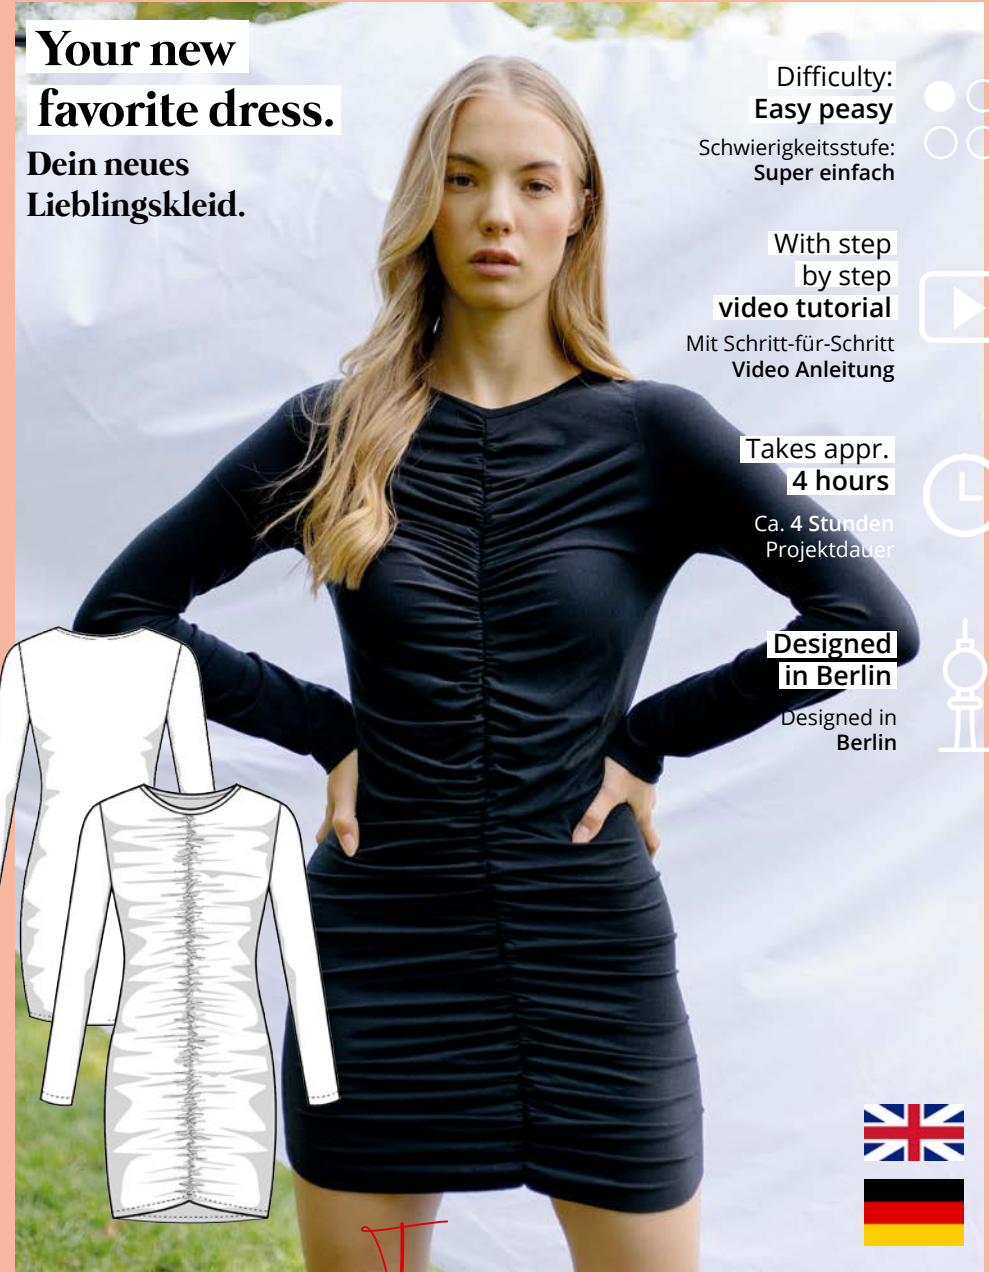 Your new
favorite dress.
Dein neues
Lieblingskleid.
Difficulty:
Easy peasy
Schwierigkeitsstufe:
Super einfach
With step
by step
video tutorial
Mit Schritt-für-Schritt
Video Anleitung
Takes appr.
4 hours
Ca. 4 Stunden
Projektdauer
Designed
in Berlin
Designed in
Berlin